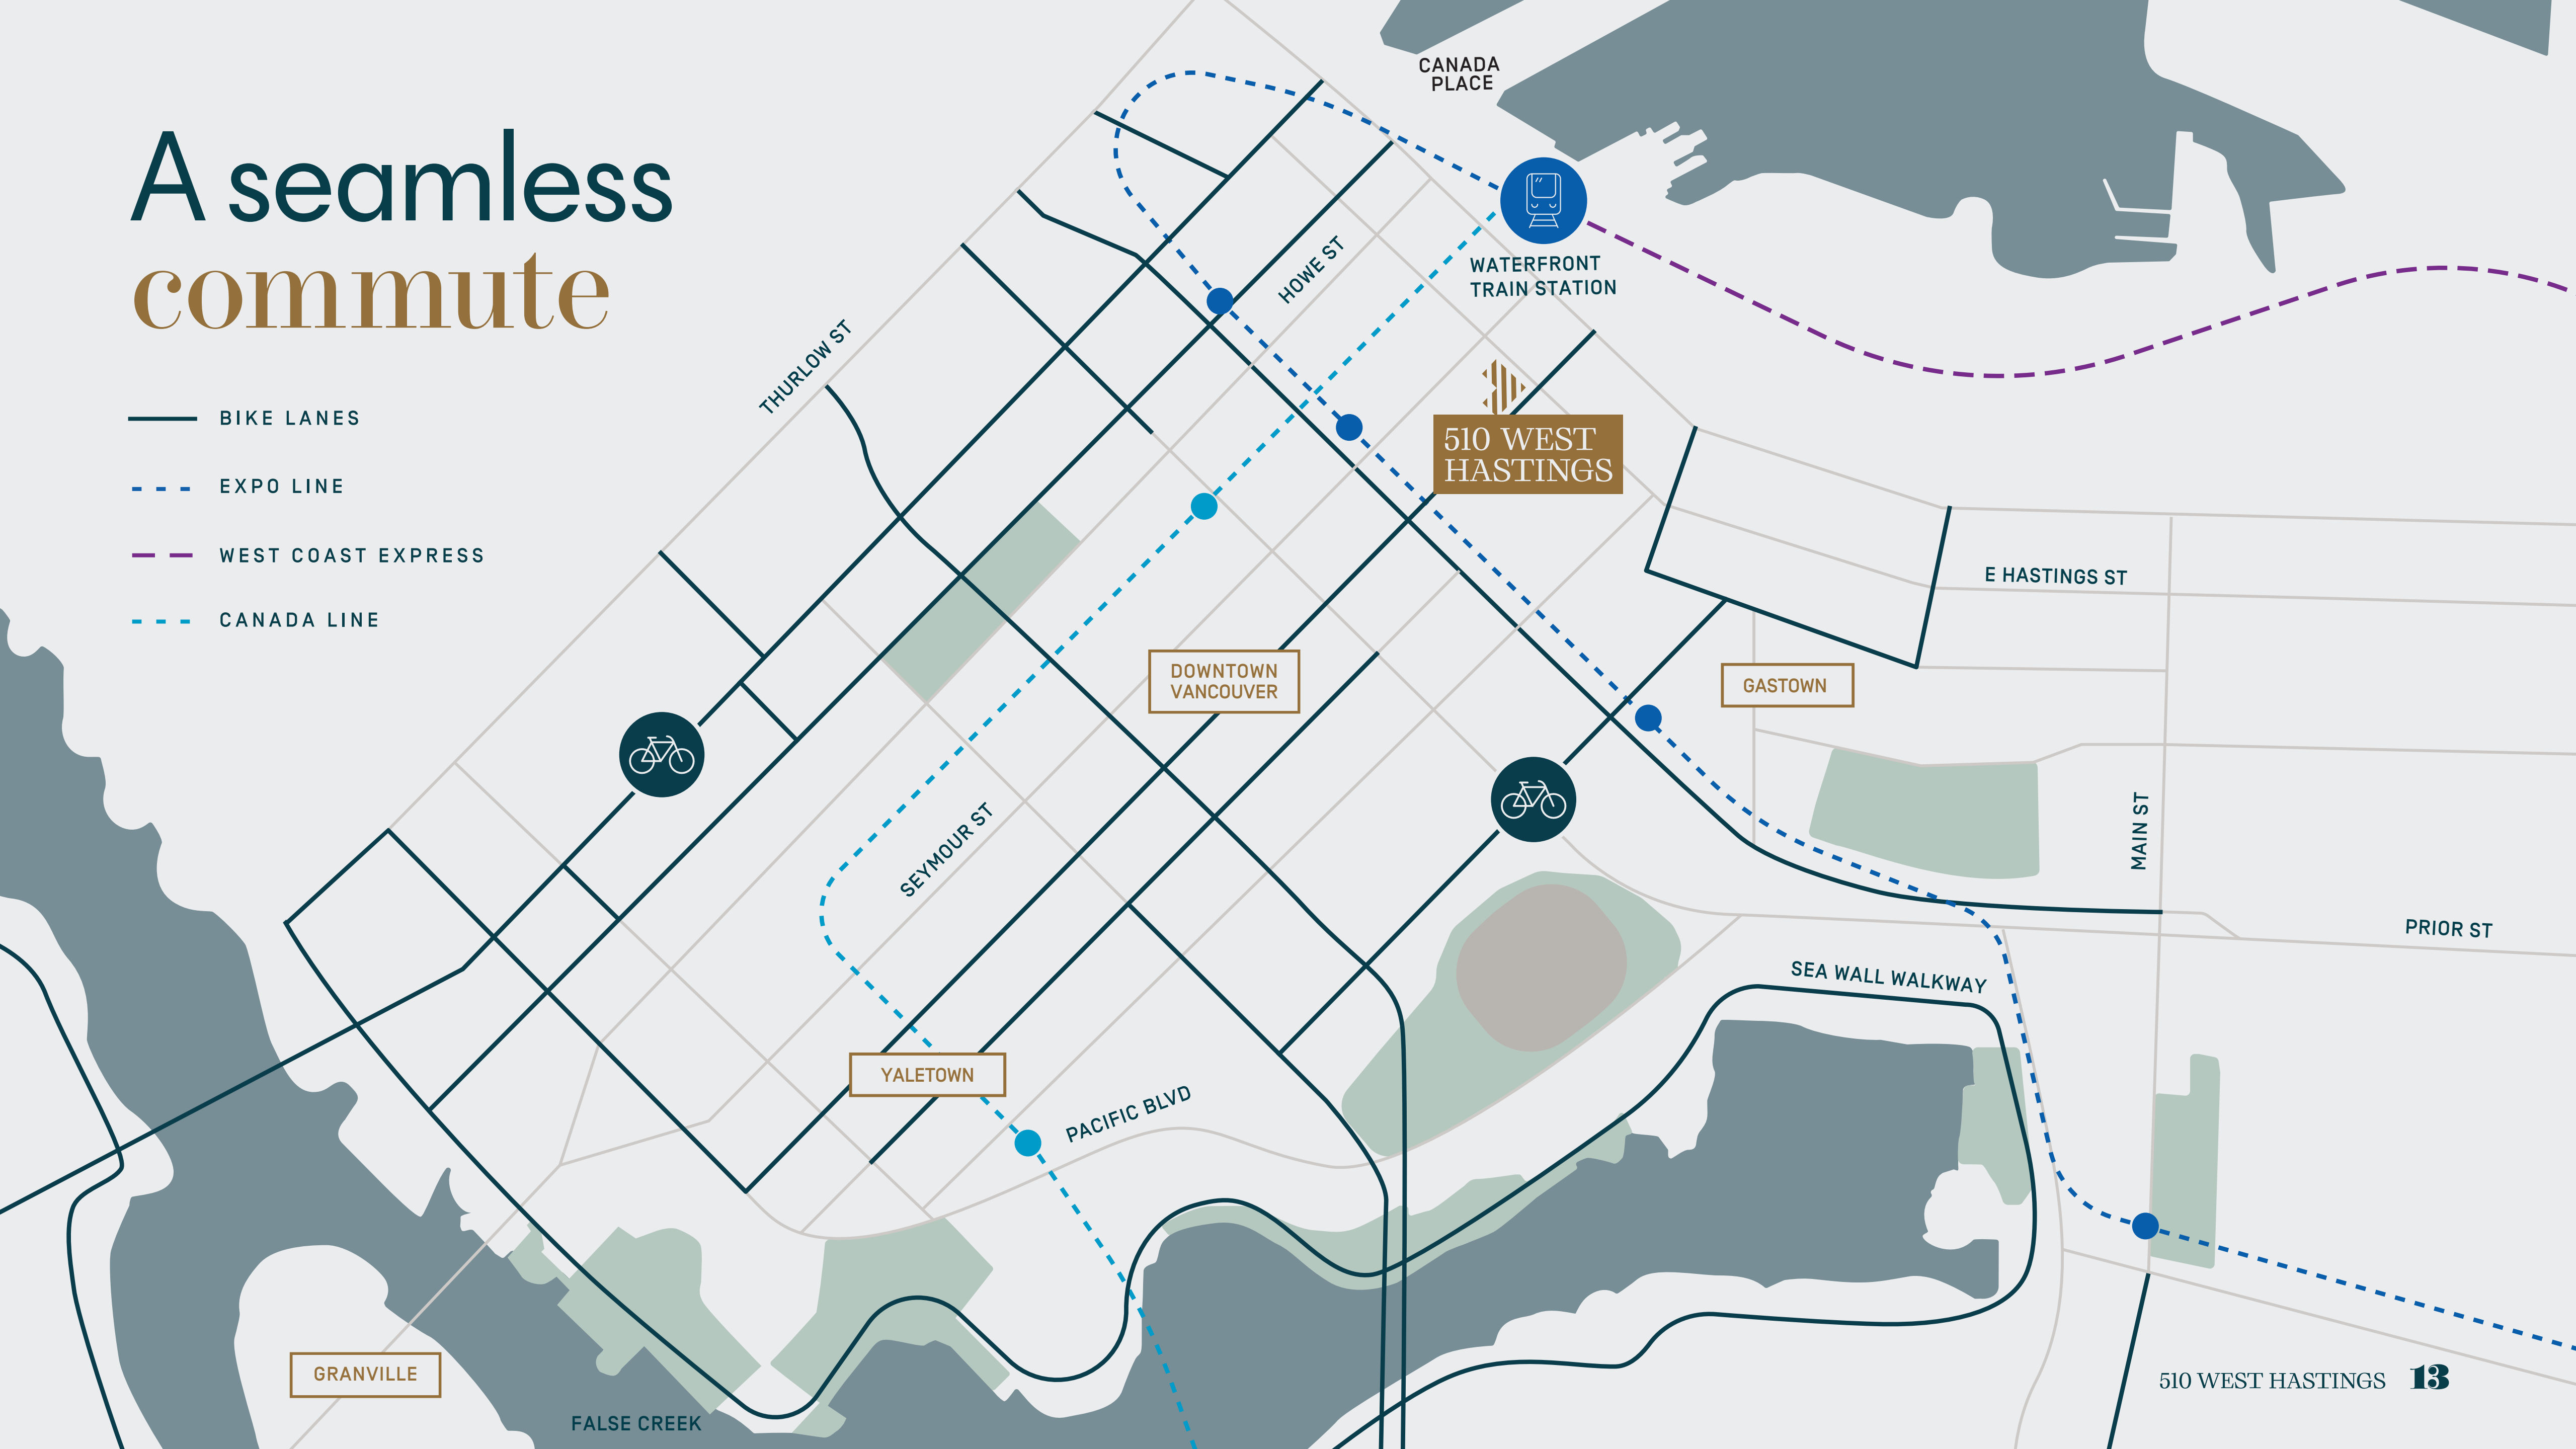 A seamless
commute
BIKE LANES
EXPO LINE
WEST COAST EXPRESS
CANADA LINE
CANADA
PLACE
WATERFRONT
TRAIN STATION
HOWE ST
THURLOW ST
510 WEST
HASTINGS
E HASTINGS ST
DOWNTOWN
VANCOUVER
GASTOWN
MAIN ST
SEYMOUR ST
PRIOR ST
SEA WALL WALKWAY
YALETOWN
PACIFIC BLVD
GRANVILLE
FALSE CREEK
510 WEST HASTINGS 13